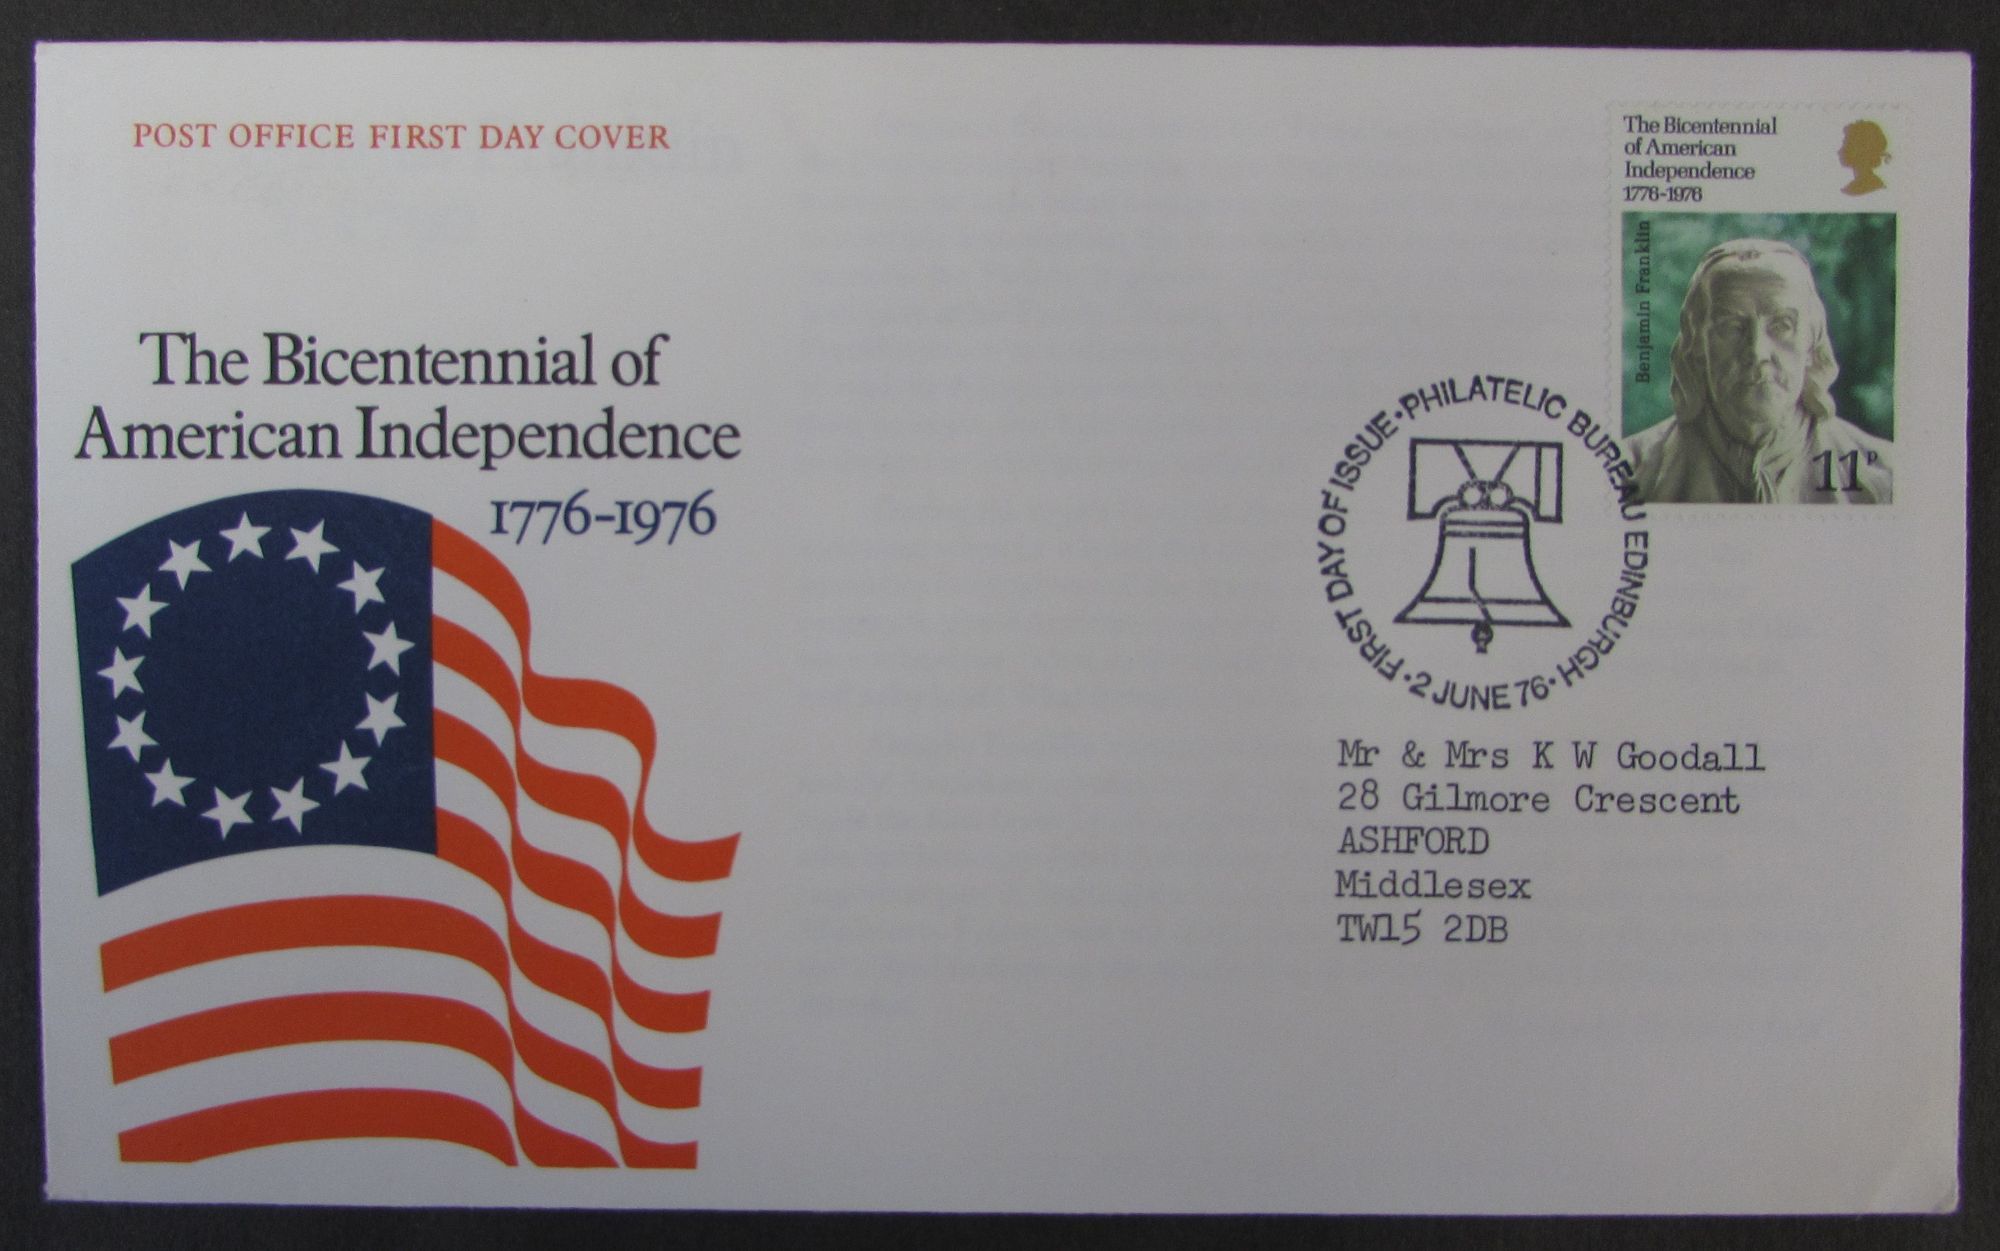 POST OFFICE FIRST DAY COVER
The Bicentennial of
American Independence
1776-1976
The Bicentennial
of American
Independence
1776-1976
Benjamin Franklin
11P
FIRST DAY OF ISSUE · PHILATELIC BUREAU EDINBURGH · 2 JUNE 76 ·
Mr & Mrs K W Goodall
28 Gilmore Crescent
ASHFORD
Middlesex
TW15 2DB